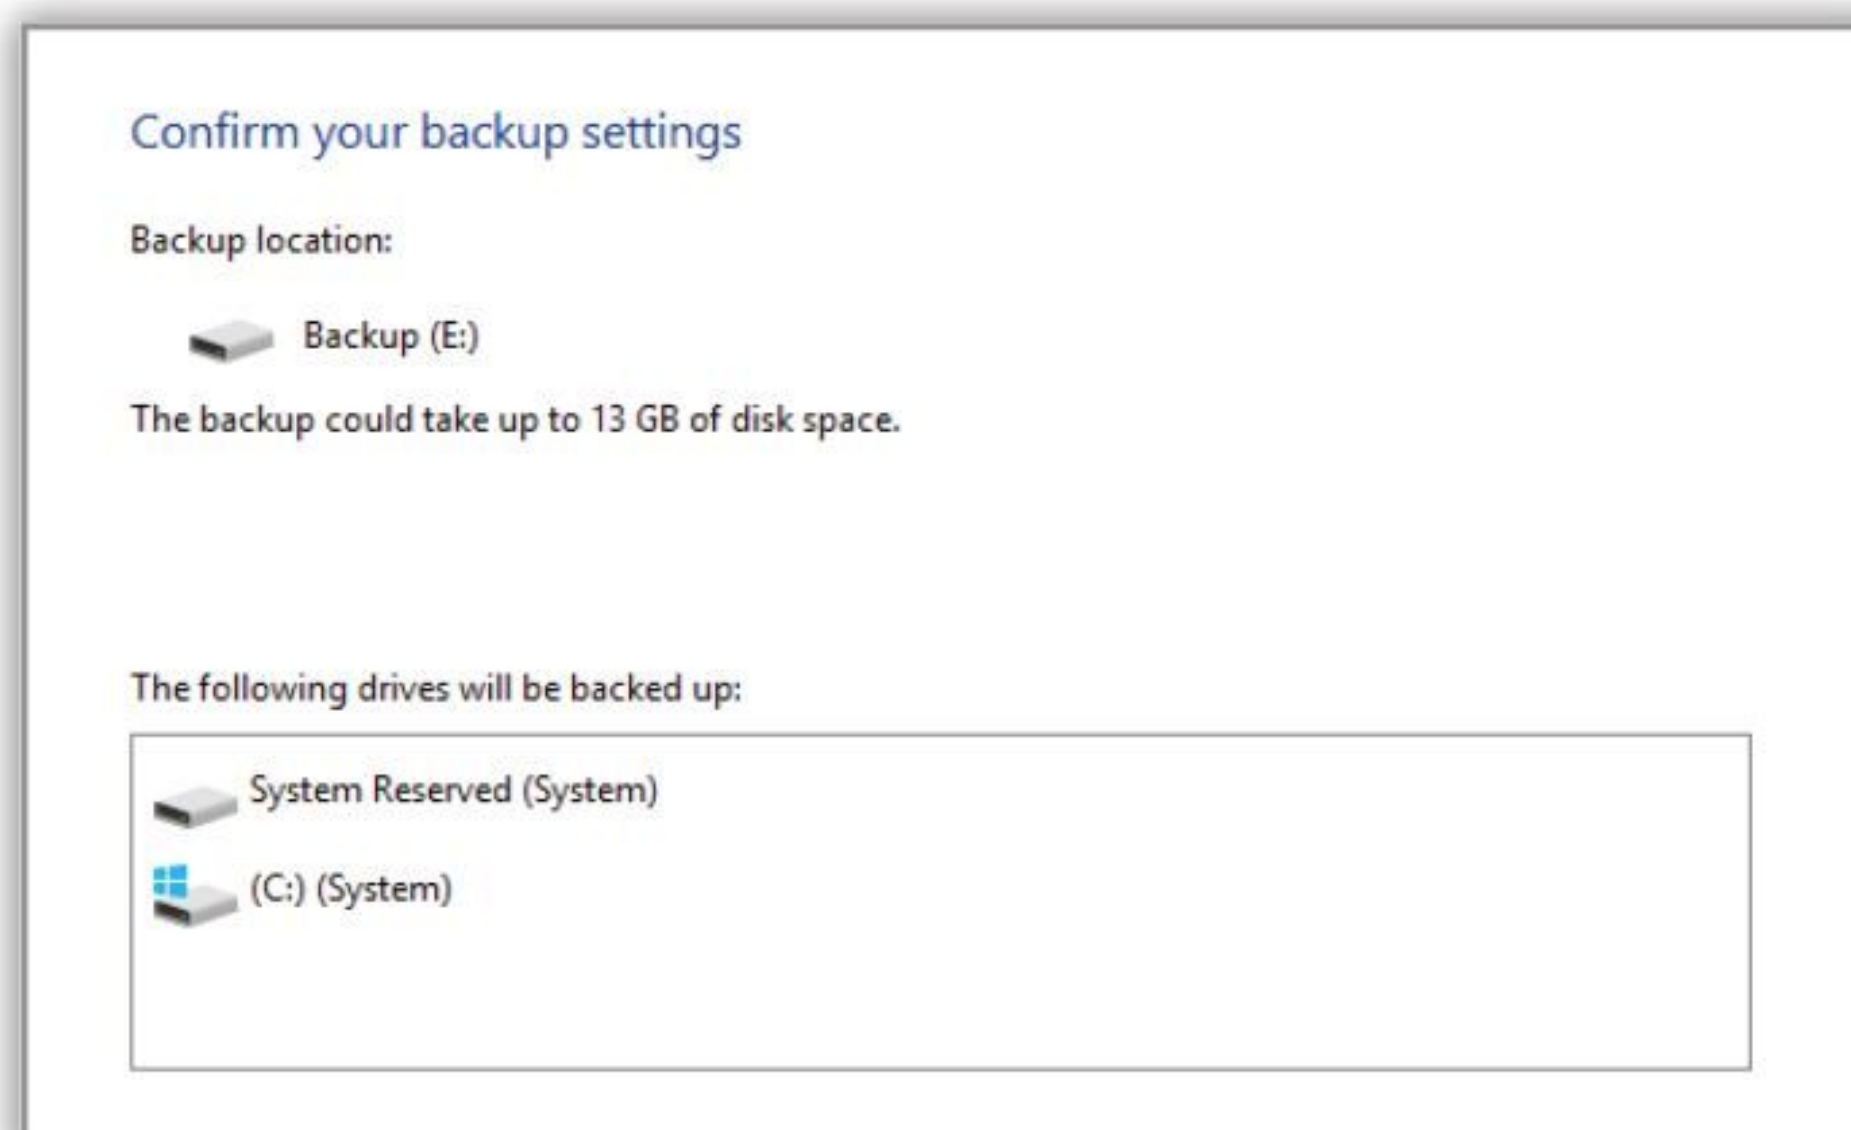 Confirm your backup settings
Backup location:
Backup (E:)
The backup could take up to 13 GB of disk space.
The following drives will be backed up:
System Reserved (System)
(C:) (System)